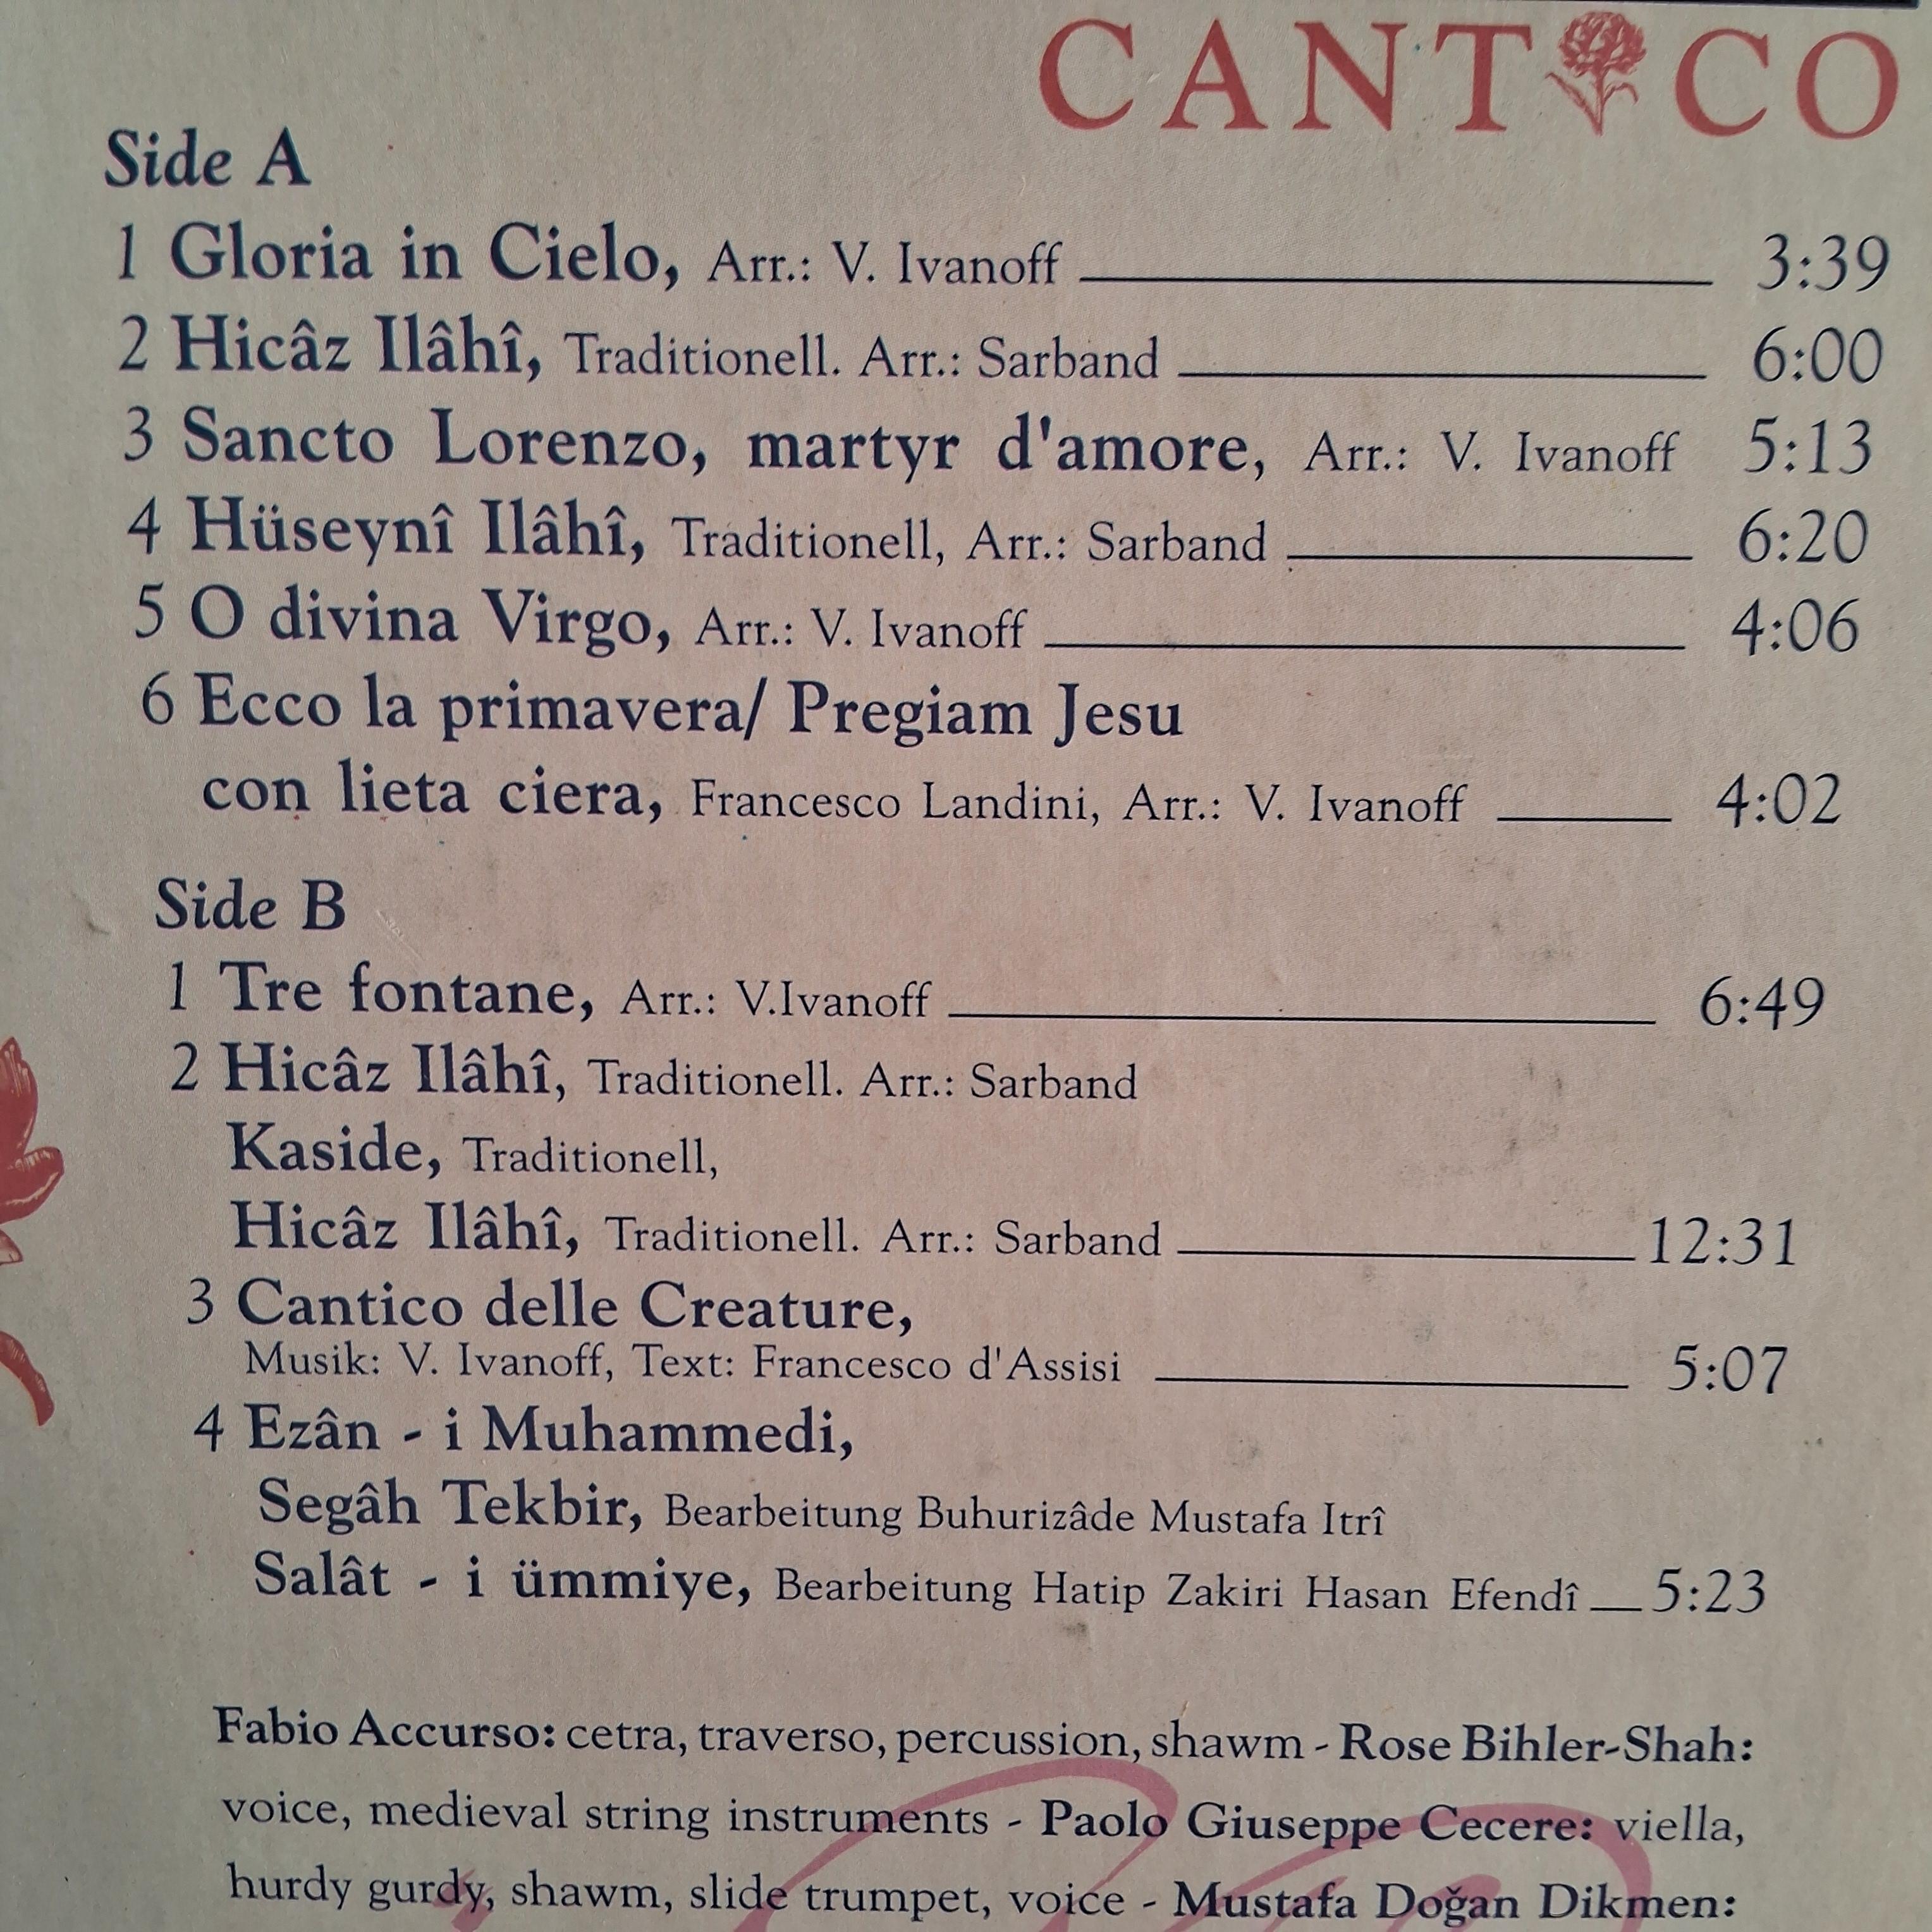 CANTICO
Side A
1 Gloria in Cielo, Arr.: V. Ivanoff 3:39
2 Hicâz Ilâhî, Traditionell. Arr.: Sarband 6:00
3 Sancto Lorenzo, martyr d'amore, Arr.: V. Ivanoff 5:13
4 Hüseynî Ilâhî, Traditionell, Arr.: Sarband 6:20
5 O divina Virgo, Arr.: V. Ivanoff 4:06
6 Ecco la primavera/ Pregiam Jesu
con lieta ciera, Francesco Landini, Arr.: V. Ivanoff 4:02
Side B
1 Tre fontane, Arr.: V.Ivanoff 6:49
2 Hicâz Ilâhî, Traditionell. Arr.: Sarband
Kaside, Traditionell,
Hicâz Ilâhî, Traditionell. Arr.: Sarband 12:31
3 Cantico delle Creature,
Musik: V. Ivanoff, Text: Francesco d'Assisi 5:07
4 Ezân - i Muhammedi,
Segâh Tekbir, Bearbeitung Buhurizâde Mustafa Itrî
Salât - i ümmiye, Bearbeitung Hatip Zakiri Hasan Efendî 5:23
Fabio Accurso: cetra, traverso, percussion, shawm - Rose Bihler-Shah:
voice, medieval string instruments - Paolo Giuseppe Cecere: viella,
hurdy gurdy, shawm, slide trumpet, voice - Mustafa Doğan Dikmen: